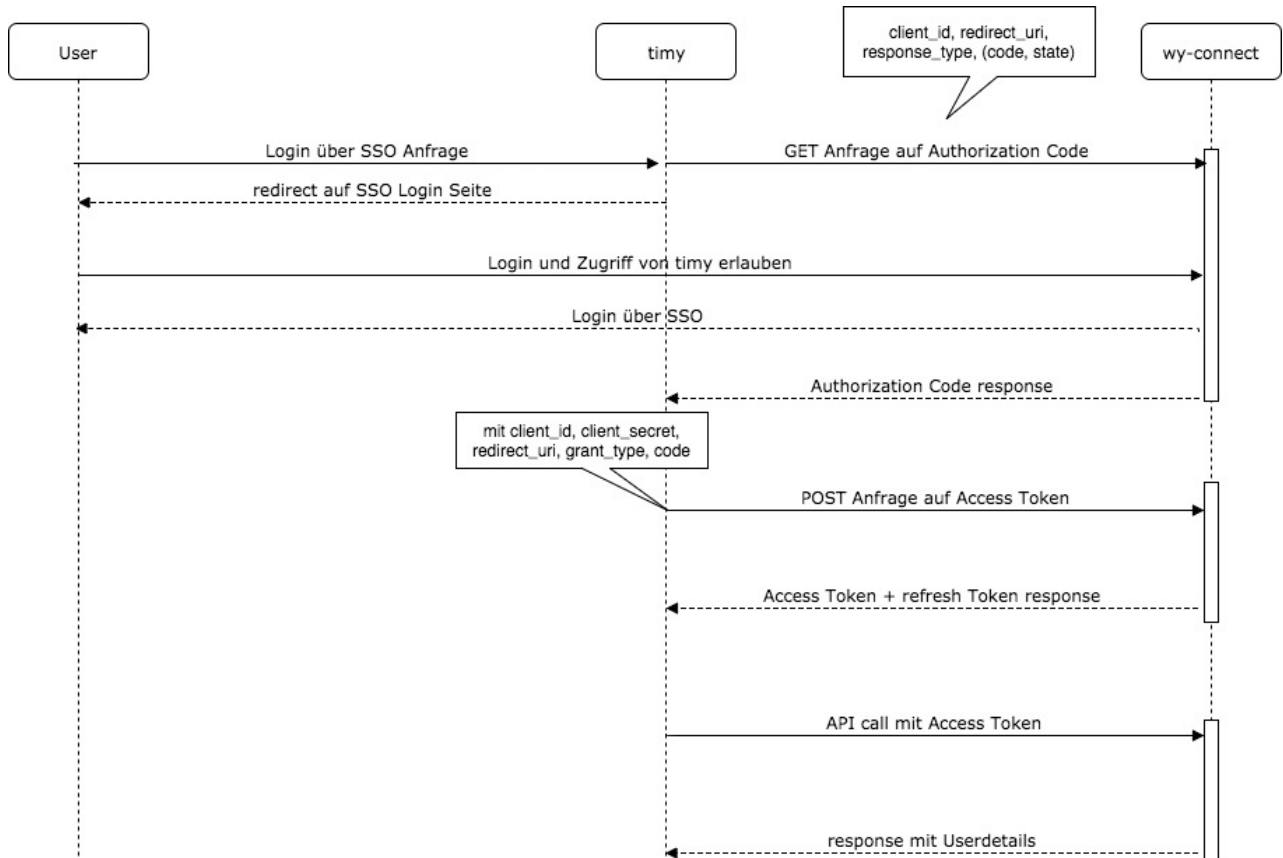 User
timy
client_id, redirect_uri,
response_type, (code, state)
wy-connect
Login über SSO Anfrage
GET Anfrage auf Authorization Code
redirect auf SSO Login Seite
Login und Zugriff von timy erlauben
Login über SSO
Authorization Code response
mit client_id, client_secret,
redirect_uri, grant_type, code
POST Anfrage auf Access Token
Access Token + refresh Token response
API call mit Access Token
response mit Userdetails